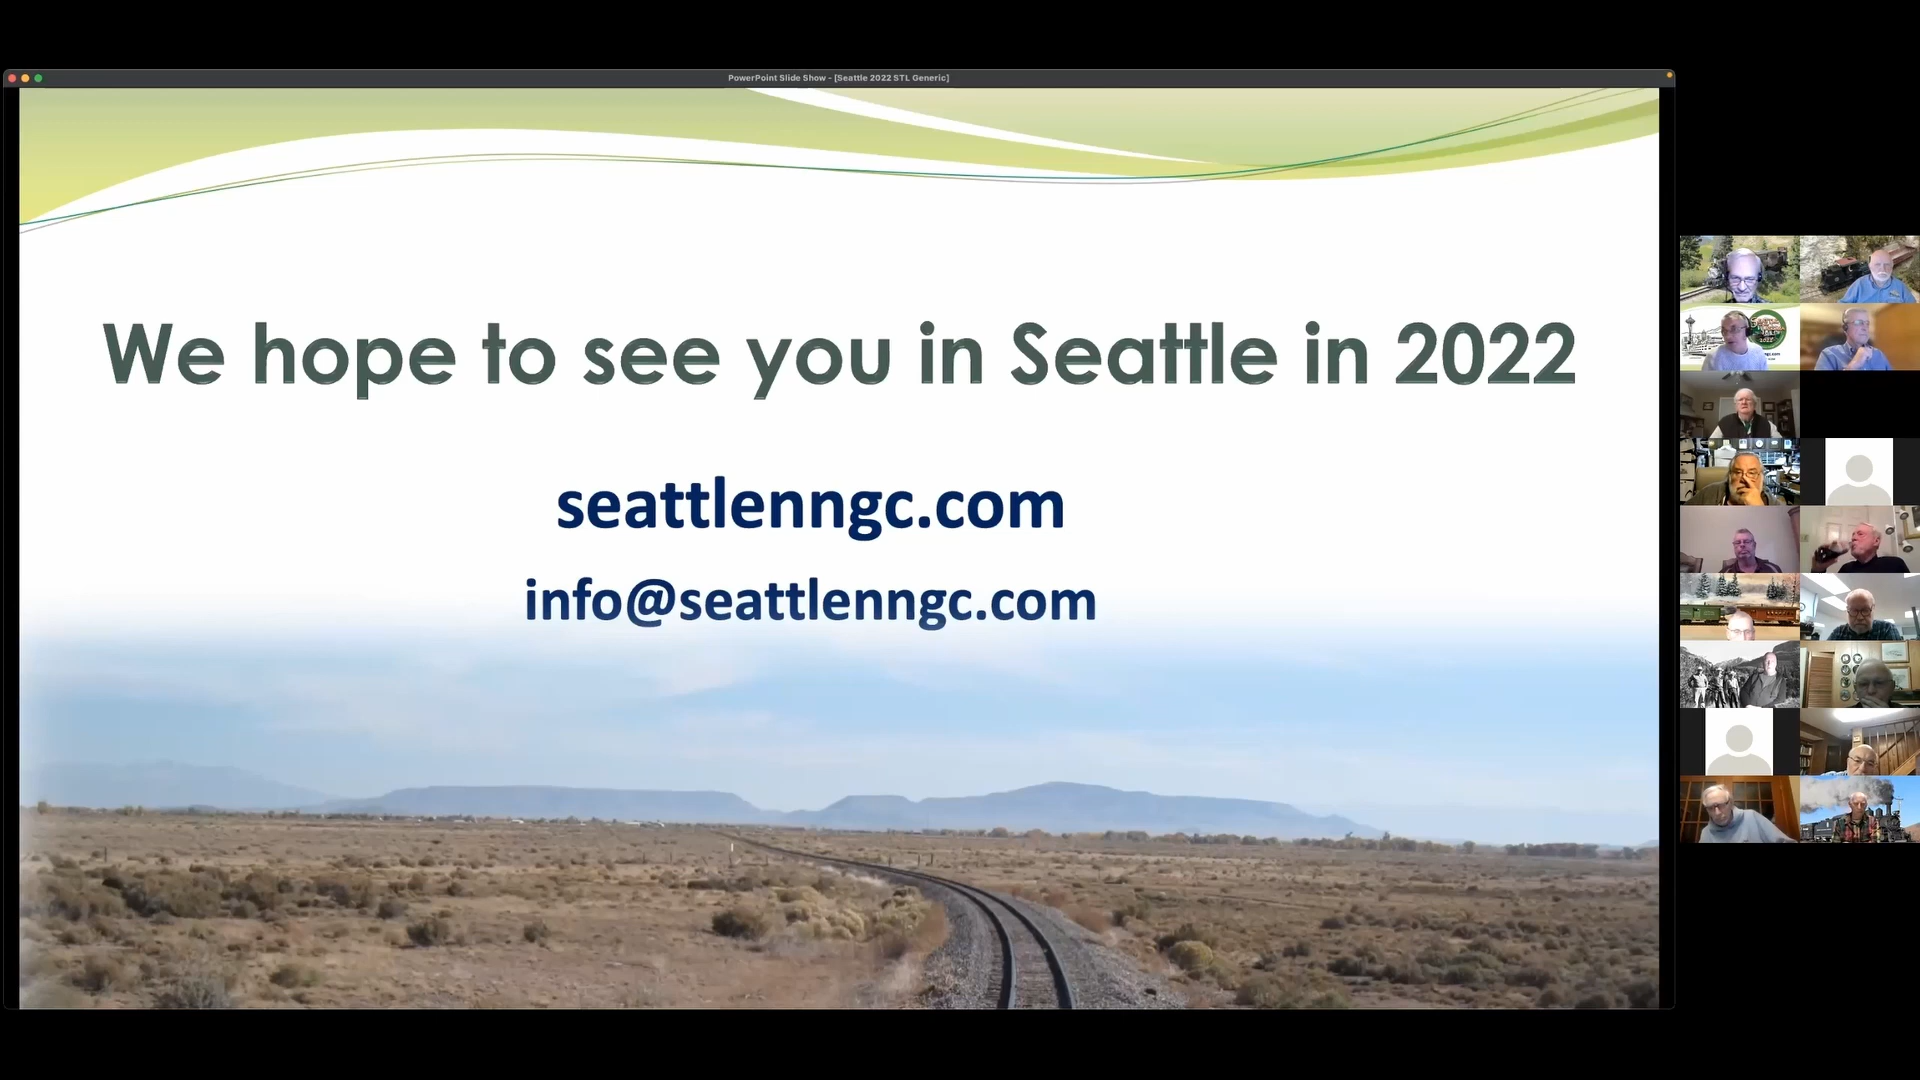 PowerPoint Slide Show - [Seattle 2022 STL Generic]
We hope to see you in Seattle in 2022
seattlenngc.com
info@seattlenngc.com